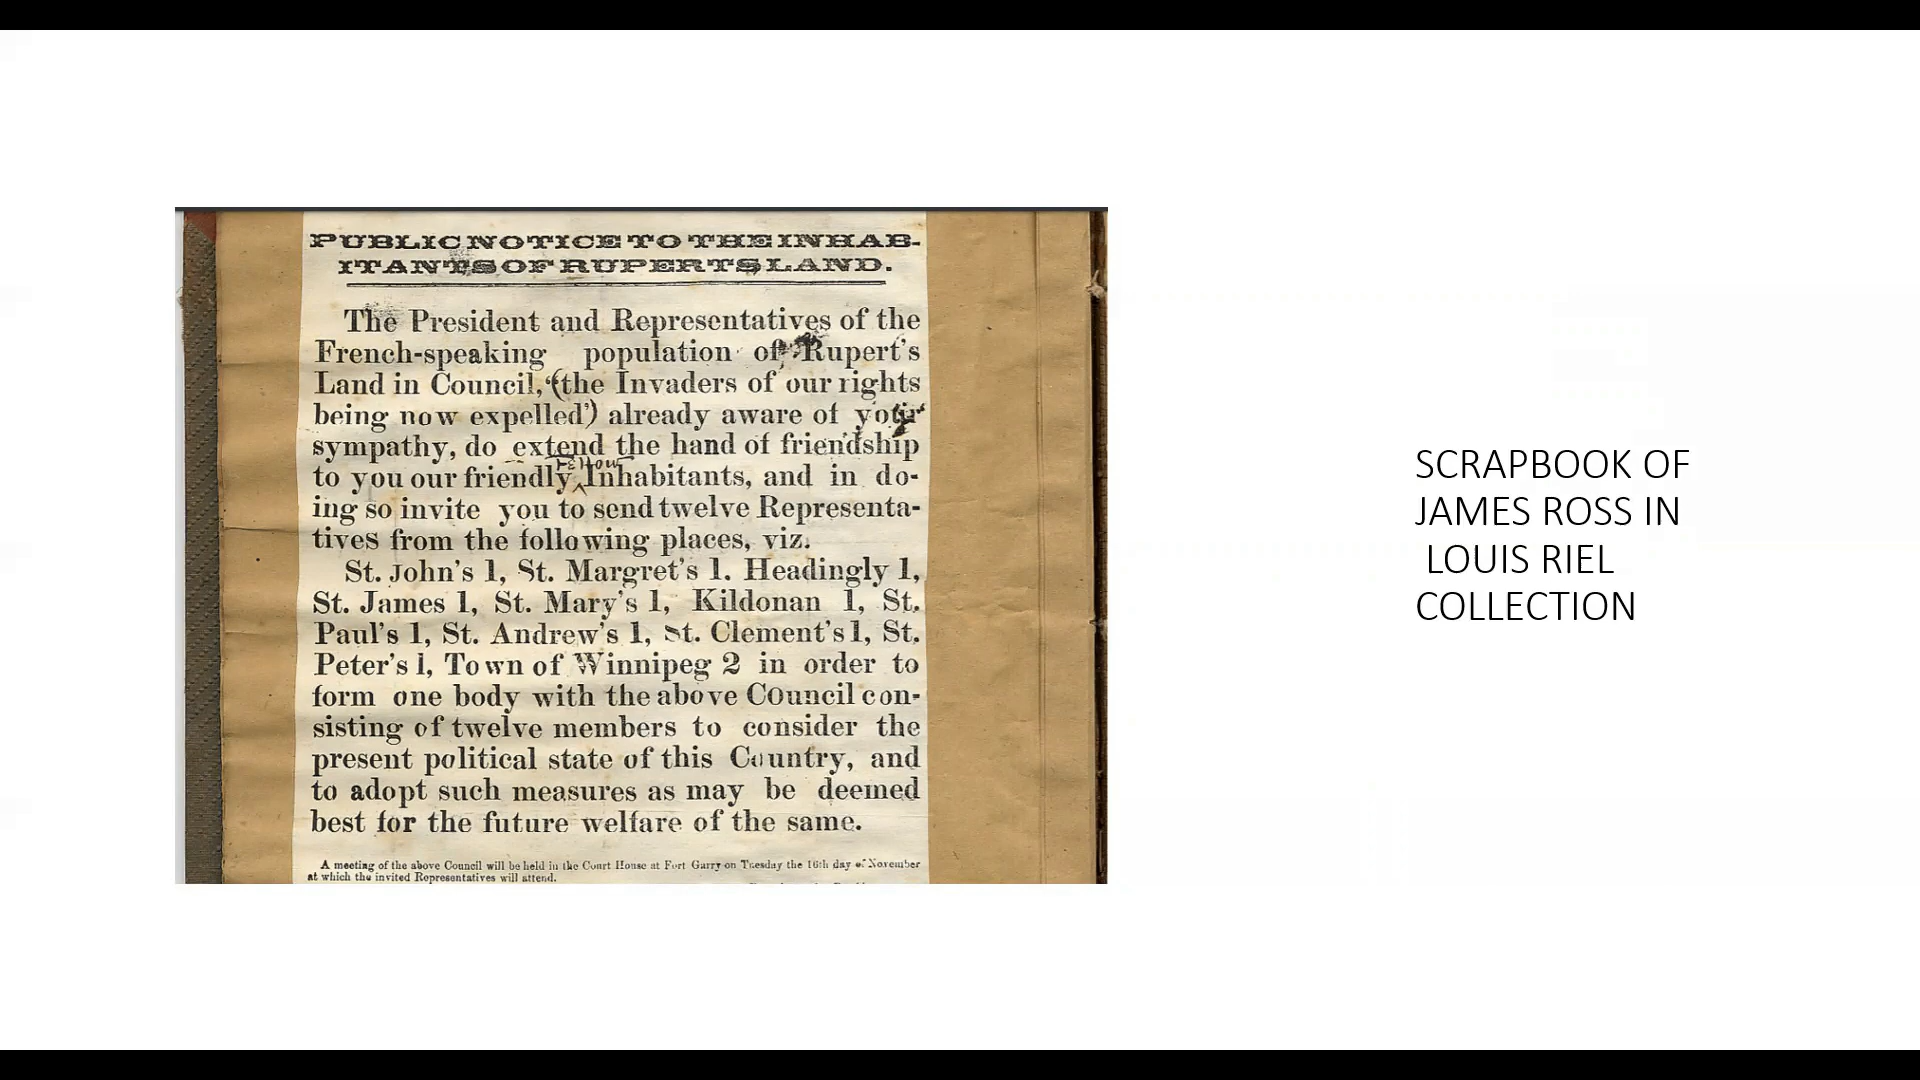 PUBLIC NOTICE TO THE INHAB-
ITANTS OF RUPERTS LAND.
The President and Representatives of the
French-speaking population of Rupert's
Land in Council, "(the Invaders of our rights
being now expelled') already aware of your
sympathy, do extend the hand of friendship
fellow
to you our friendly ^ Inhabitants, and in do-
ing so invite you to send twelve Representa-
tives from the following places, viz.
St. John's 1, St. Margret's 1. Headingly 1,
St. James 1, St. Mary's 1, Kildonan 1, St.
Paul's 1, St. Andrew's 1, St. Clement's 1, St.
Peter's 1, Town of Winnipeg 2 in order to
form one body with the above Council con-
sisting of twelve members to consider the
present political state of this Country, and
to adopt such measures as may be deemed
best for the future welfare of the same.
A meeting of the above Council will be held in the Court House at Fort Garry on Tuesday the 16th day of November
at which the invited Representatives will attend.
SCRAPBOOK OF
JAMES ROSS IN
LOUIS RIEL
COLLECTION